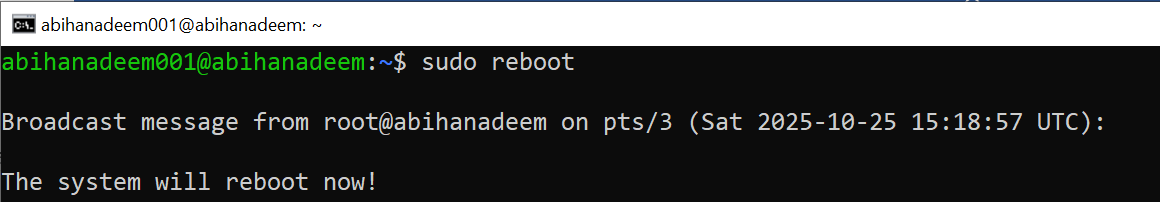 abihanadeem001@abihanadeem: ~
abihanadeem001@abihanadeem:~$ sudo reboot
Broadcast message from root@abihanadeem on pts/3 (Sat 2025-10-25 15:18:57 UTC):
The system will reboot now!